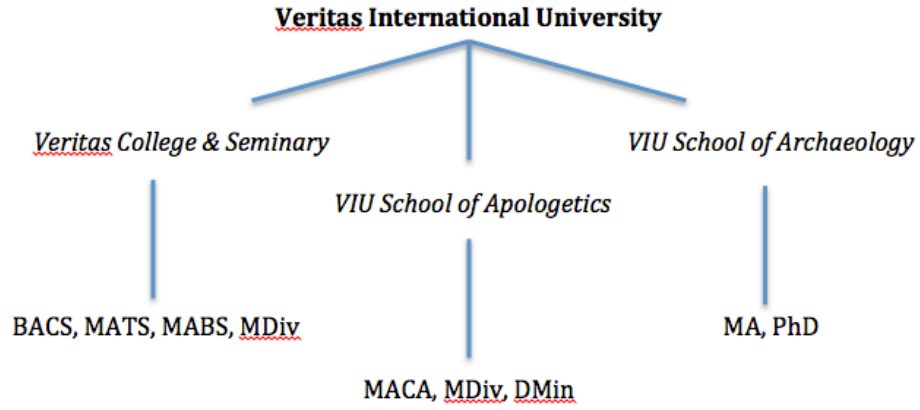 Veritas International University
Veritas College & Seminary
VIU School of Archaeology
VIU School of Apologetics
BACS, MATS, MABS, MDiv
MA, PhD
MACA, MDiv, DMin